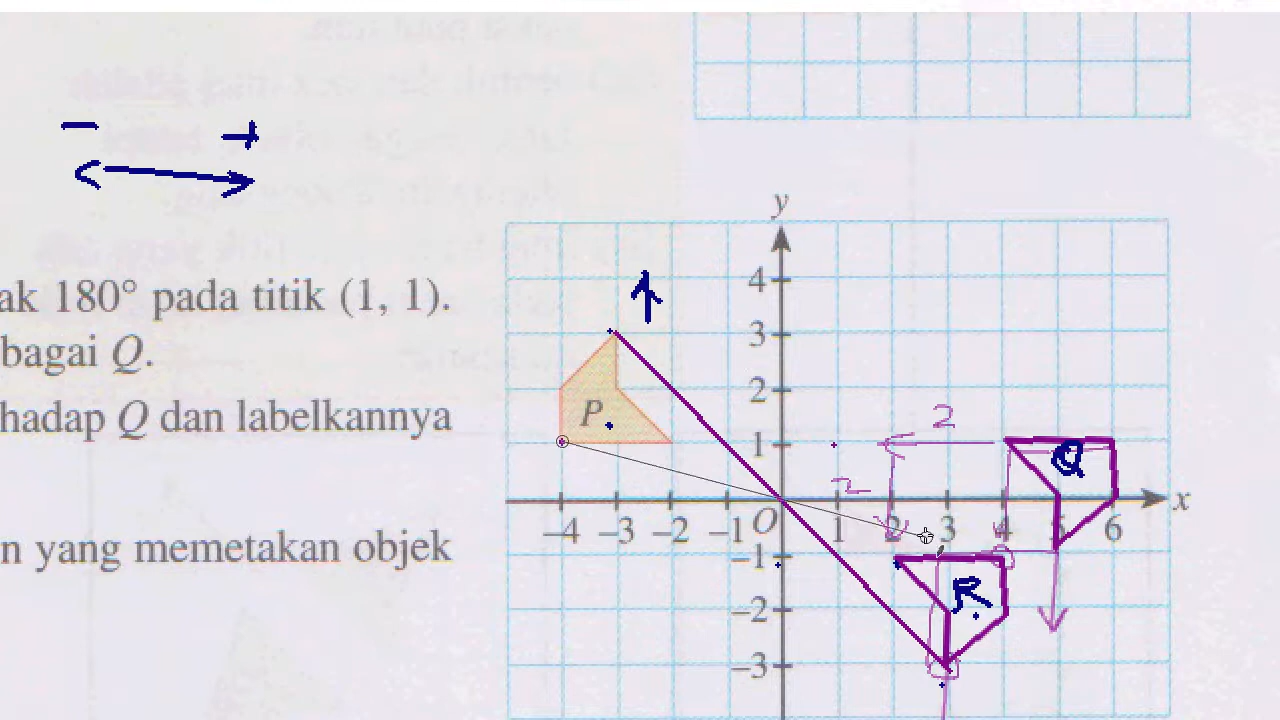 − +
y
4
ak 180° pada titik (1, 1).
3
bagai Q.
P
2
hadap Q dan labelkannya
2
1
Q
2
–4 –3 –2 –1 O 2 3 4 5 6 x
n yang memetakan objek
–1
R
–2
–3